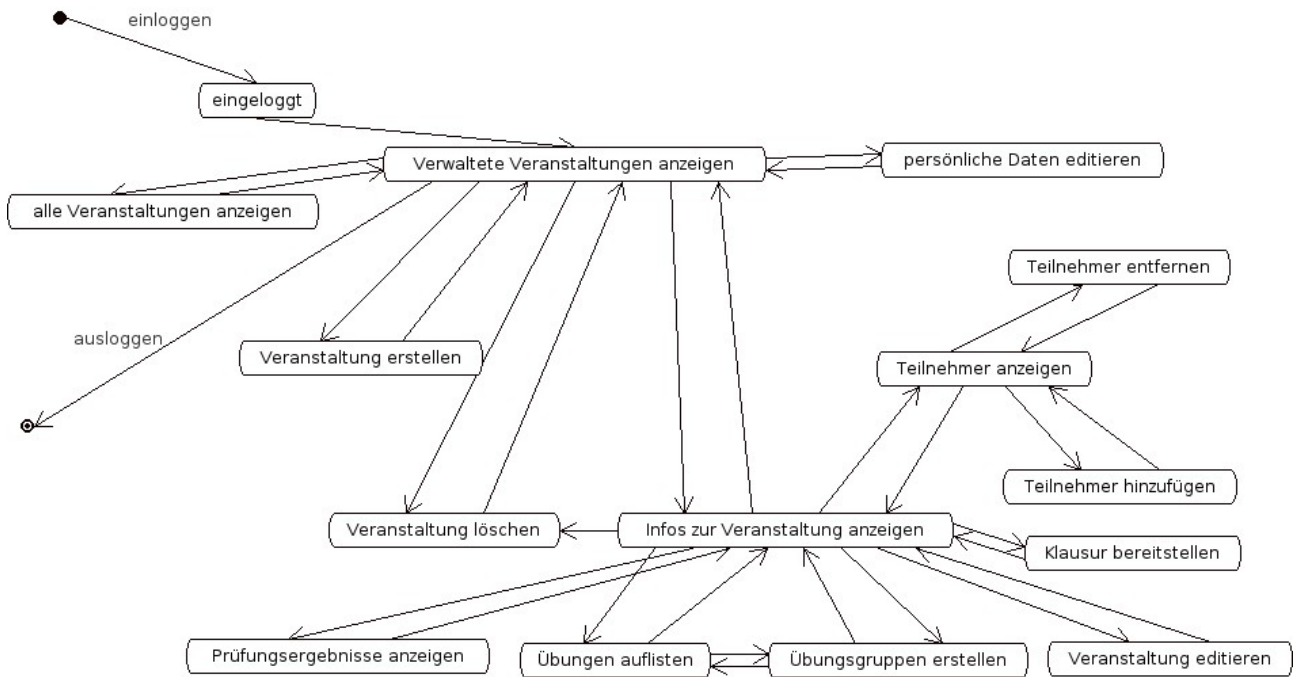 einloggen
eingeloggt
Verwaltete Veranstaltungen anzeigen
persönliche Daten editieren
alle Veranstaltungen anzeigen
Teilnehmer entfernen
ausloggen
Veranstaltung erstellen
Teilnehmer anzeigen
Teilnehmer hinzufügen
Veranstaltung löschen
Infos zur Veranstaltung anzeigen
Klausur bereitstellen
Prüfungsergebnisse anzeigen
Übungen auflisten
Übungsgruppen erstellen
Veranstaltung editieren